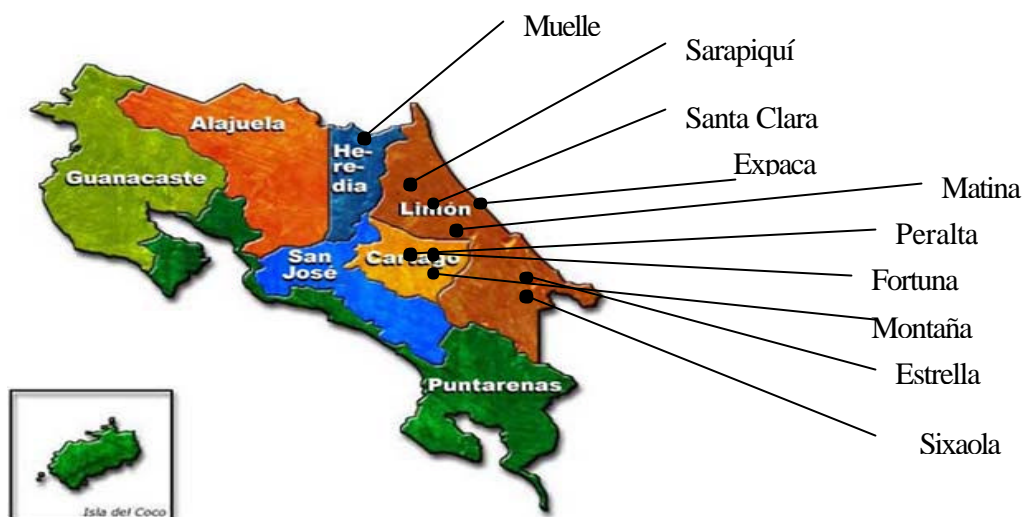 Muelle
Sarapiquí
Santa Clara
Expaca
Matina
Peralta
Fortuna
Montaña
Estrella
Sixaola
Alajuela
Guanacaste
He-
re-
dia
Limón
San
José
Cartago
Puntarenas
Isla del Coco